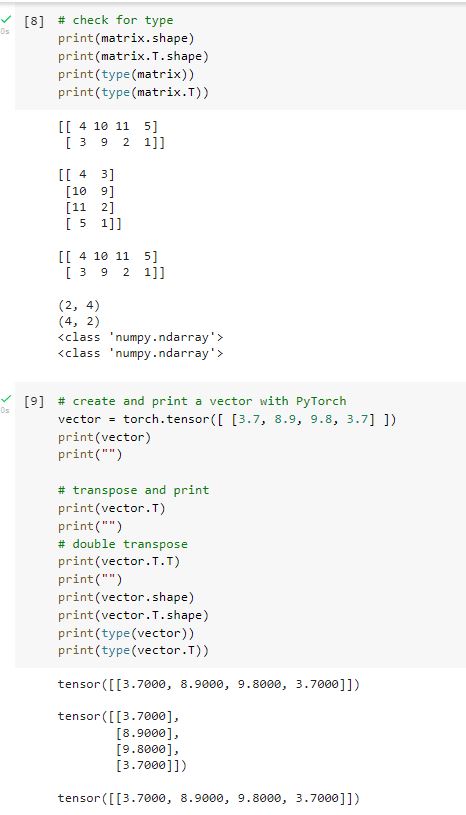 [8] # check for type
print(matrix.shape)
print(matrix.T.shape)
print(type(matrix))
print(type(matrix.T))
0s
[[ 4 10 11  5]
 [ 3  9  2  1]]
[[ 4  3]
 [10  9]
 [11  2]
 [ 5  1]]
[[ 4 10 11  5]
 [ 3  9  2  1]]
(2, 4)
(4, 2)
<class 'numpy.ndarray'>
<class 'numpy.ndarray'>
[9] # create and print a vector with PyTorch
0s
vector = torch.tensor([ [3.7, 8.9, 9.8, 3.7] ])
print(vector)
print("")
# transpose and print
print(vector.T)
print("")
# double transpose
print(vector.T.T)
print("")
print(vector.shape)
print(vector.T.shape)
print(type(vector))
print(type(vector.T))
tensor([[3.7000, 8.9000, 9.8000, 3.7000]])
tensor([[3.7000],
        [8.9000],
        [9.8000],
        [3.7000]])
tensor([[3.7000, 8.9000, 9.8000, 3.7000]])